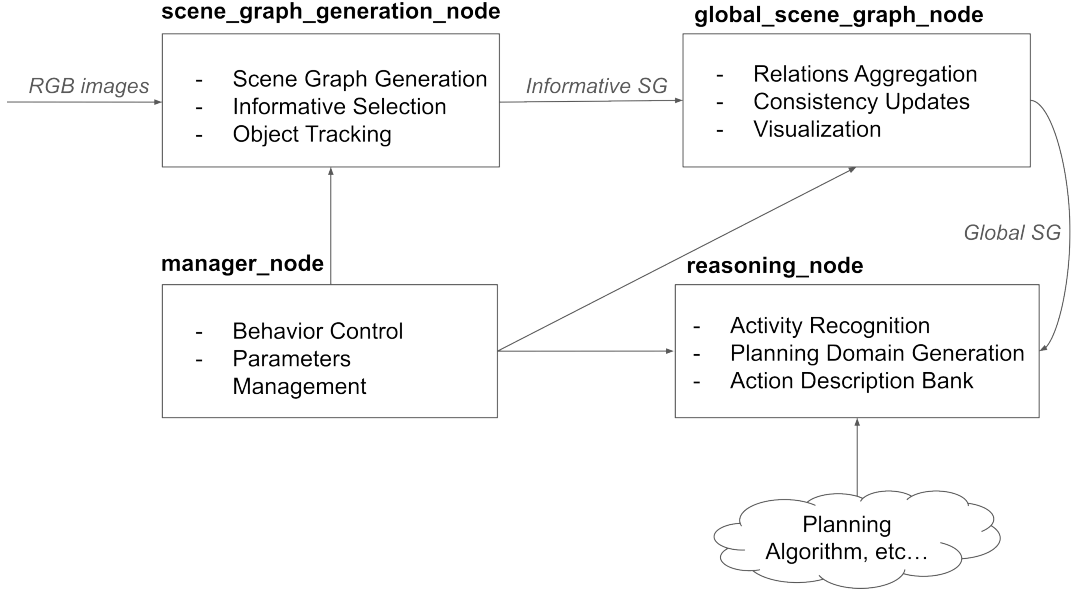 scene_graph_generation_node
RGB images
- Scene Graph Generation
- Informative Selection
- Object Tracking
Informative SG
global_scene_graph_node
- Relations Aggregation
- Consistency Updates
- Visualization
Global SG
manager_node
- Behavior Control
- Parameters
Management
reasoning_node
- Activity Recognition
- Planning Domain Generation
- Action Description Bank
Planning
Algorithm, etc...